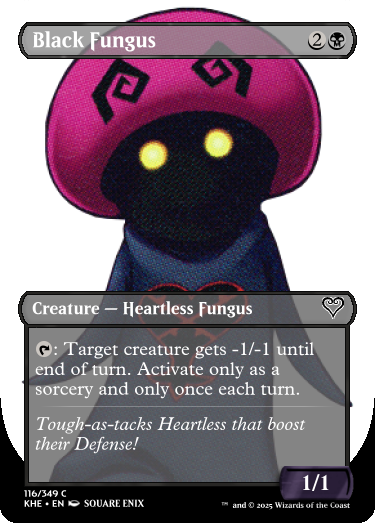 Black Fungus 2
Creature — Heartless Fungus
: Target creature gets -1/-1 until
end of turn. Activate only as a
sorcery and only once each turn.
Tough-as-tacks Heartless that boost
their Defense!
1/1
116/349 C
KHE • EN SQUARE ENIX ™ and © 2025 Wizards of the Coast